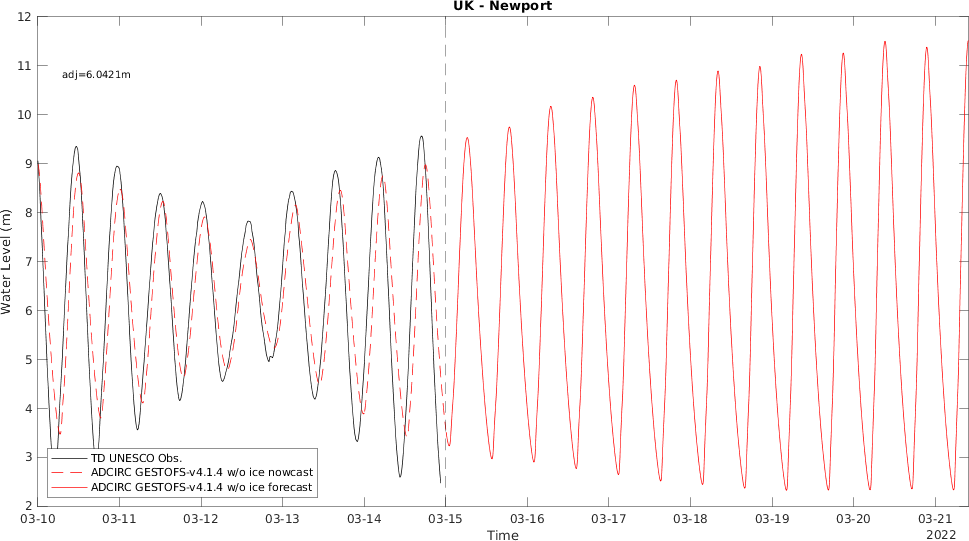 UK - Newport
12
11
10
9
8
7
6
5
4
3
2
Water Level (m)
adj=6.0421m
TD UNESCO Obs.
ADCIRC GESTOFS-v4.1.4 w/o ice nowcast
ADCIRC GESTOFS-v4.1.4 w/o ice forecast
03-10 03-11 03-12 03-13 03-14 03-15 03-16 03-17 03-18 03-19 03-20 03-21
Time
2022